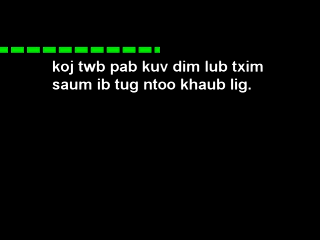 koj twb pab kuv dim lub txim
saum ib tug ntoo khaub lig.